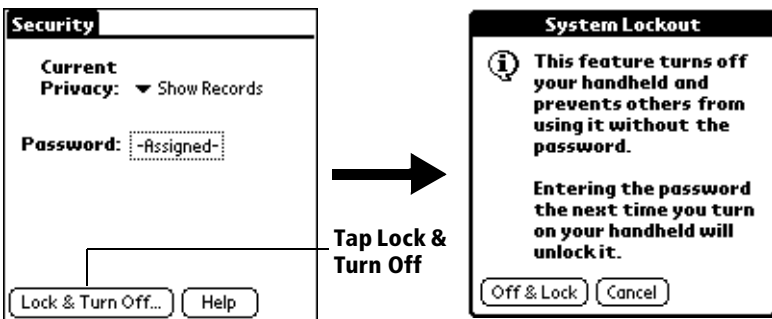 Security
Current
Privacy: Show Records
Password: -Assigned-
Lock & Turn Off... Help
Tap Lock &
Turn Off
System Lockout
This feature turns off
your handheld and
prevents others from
using it without the
password.
Entering the password
the next time you turn
on your handheld will
unlock it.
Off & Lock Cancel